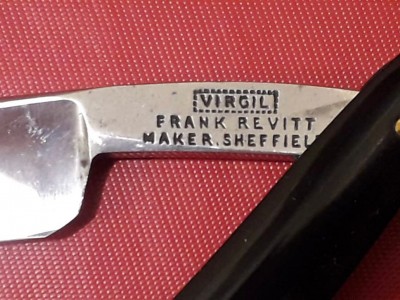 VIRGIL
FRANK REVITT
MAKER. SHEFFIEL